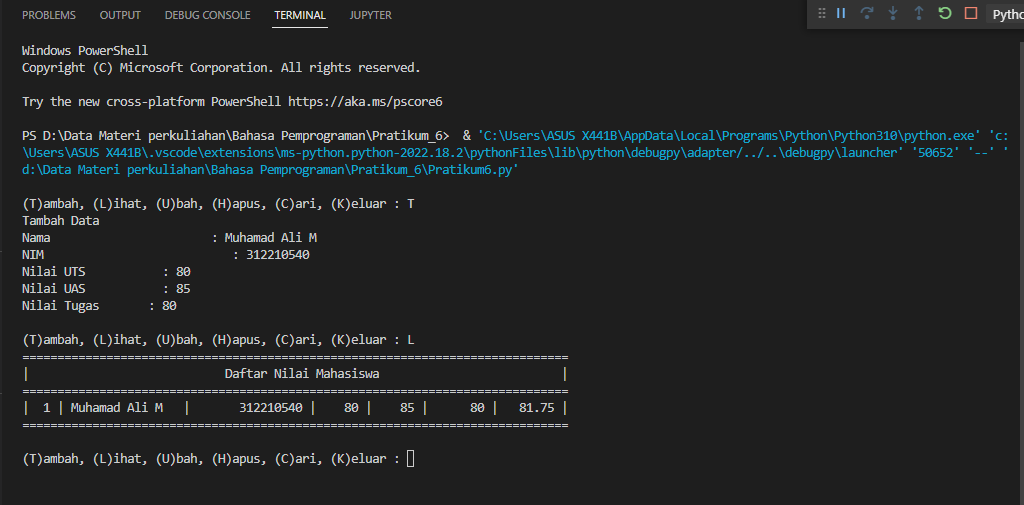 PROBLEMS OUTPUT DEBUG CONSOLE TERMINAL JUPYTER
Windows PowerShell
Copyright (C) Microsoft Corporation. All rights reserved.
Try the new cross-platform PowerShell https://aka.ms/pscore6
PS D:\Data Materi perkuliahan\Bahasa Pemprograman\Pratikum_6>  & 'C:\Users\ASUS X441B\AppData\Local\Programs\Python\Python310\python.exe' 'c:
\Users\ASUS X441B\.vscode\extensions\ms-python.python-2022.18.2\pythonFiles\lib\python\debugpy\adapter/../..\debugpy\launcher' '50652' '--' '
d:\Data Materi perkuliahan\Bahasa Pemprograman\Pratikum_6\Pratikum6.py'
(T)ambah, (L)ihat, (U)bah, (H)apus, (C)ari, (K)eluar : T
Tambah Data
Nama                       : Muhamad Ali M
NIM                           : 312210540
Nilai UTS           : 80
Nilai UAS           : 85
Nilai Tugas       : 80
(T)ambah, (L)ihat, (U)bah, (H)apus, (C)ari, (K)eluar : L
==============================================================================
|                            Daftar Nilai Mahasiswa                          |
==============================================================================
|  1 | Muhamad Ali M   |       312210540 |    80 |    85 |      80 |   81.75 |
==============================================================================
(T)ambah, (L)ihat, (U)bah, (H)apus, (C)ari, (K)eluar :